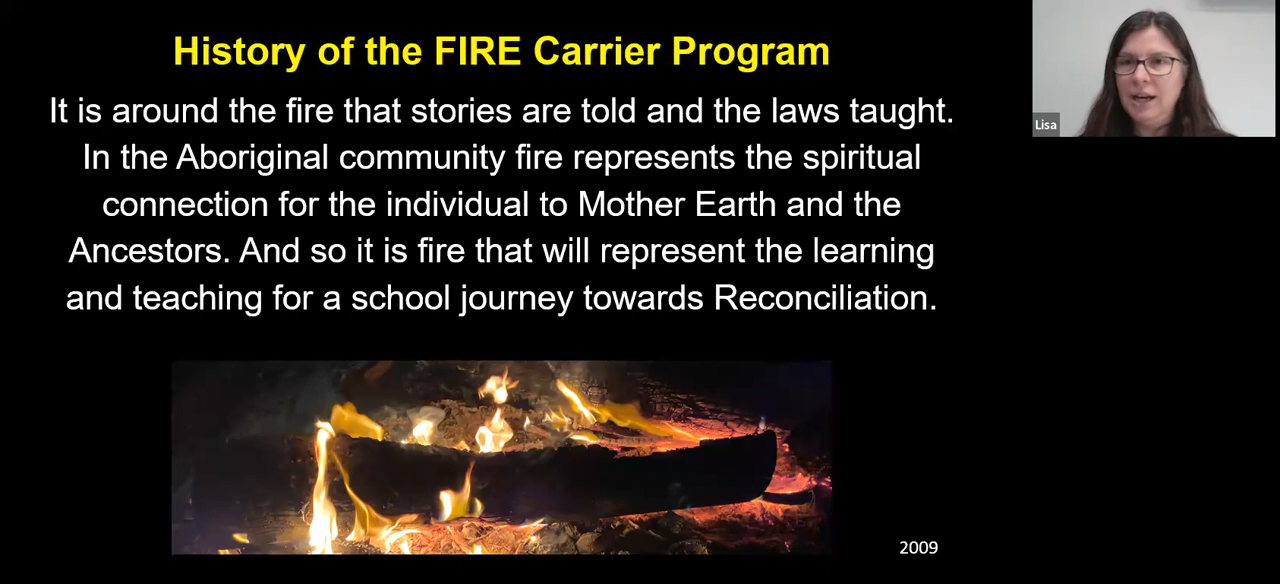 History of the FIRE Carrier Program
It is around the fire that stories are told and the laws taught.
In the Aboriginal community fire represents the spiritual
connection for the individual to Mother Earth and the
Ancestors. And so it is fire that will represent the learning
and teaching for a school journey towards Reconciliation.
Lisa
2009